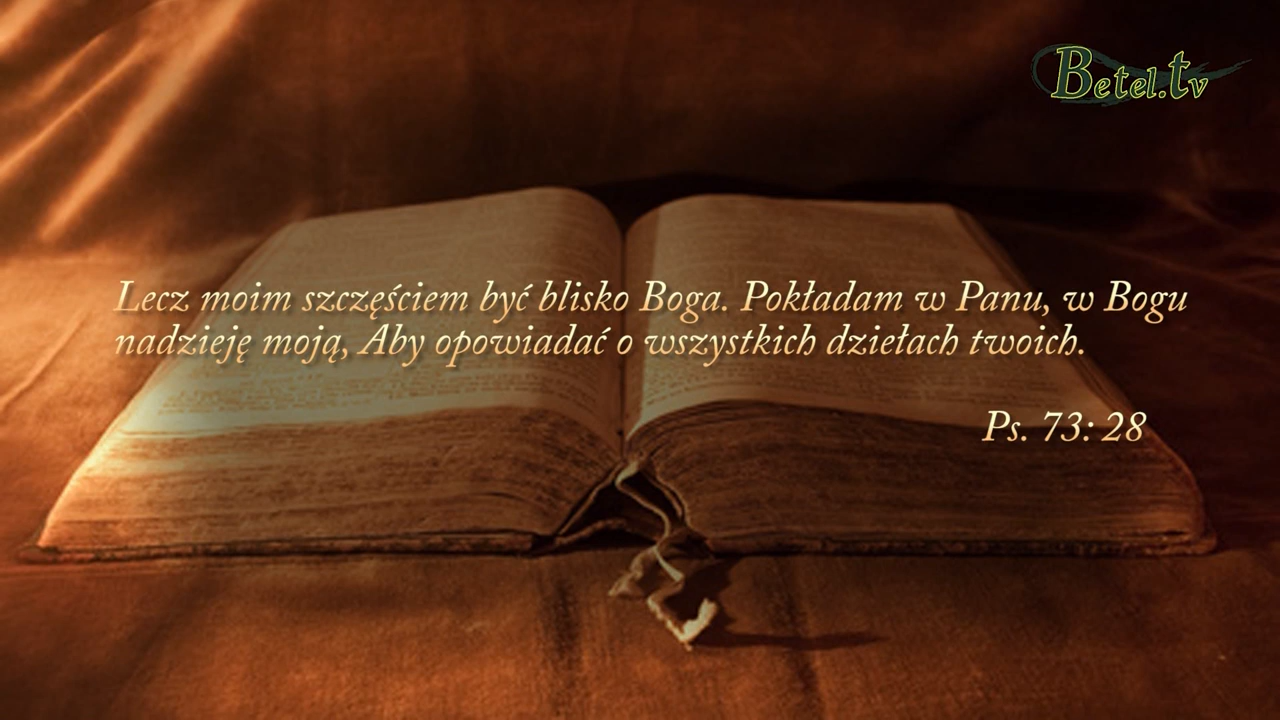 Betel.tv
Lecz moim szczęściem być blisko Boga. Pokładam w Panu, w Bogu
nadzieję moją, Aby opowiadać o wszystkich dziełach twoich.
Ps. 73: 28